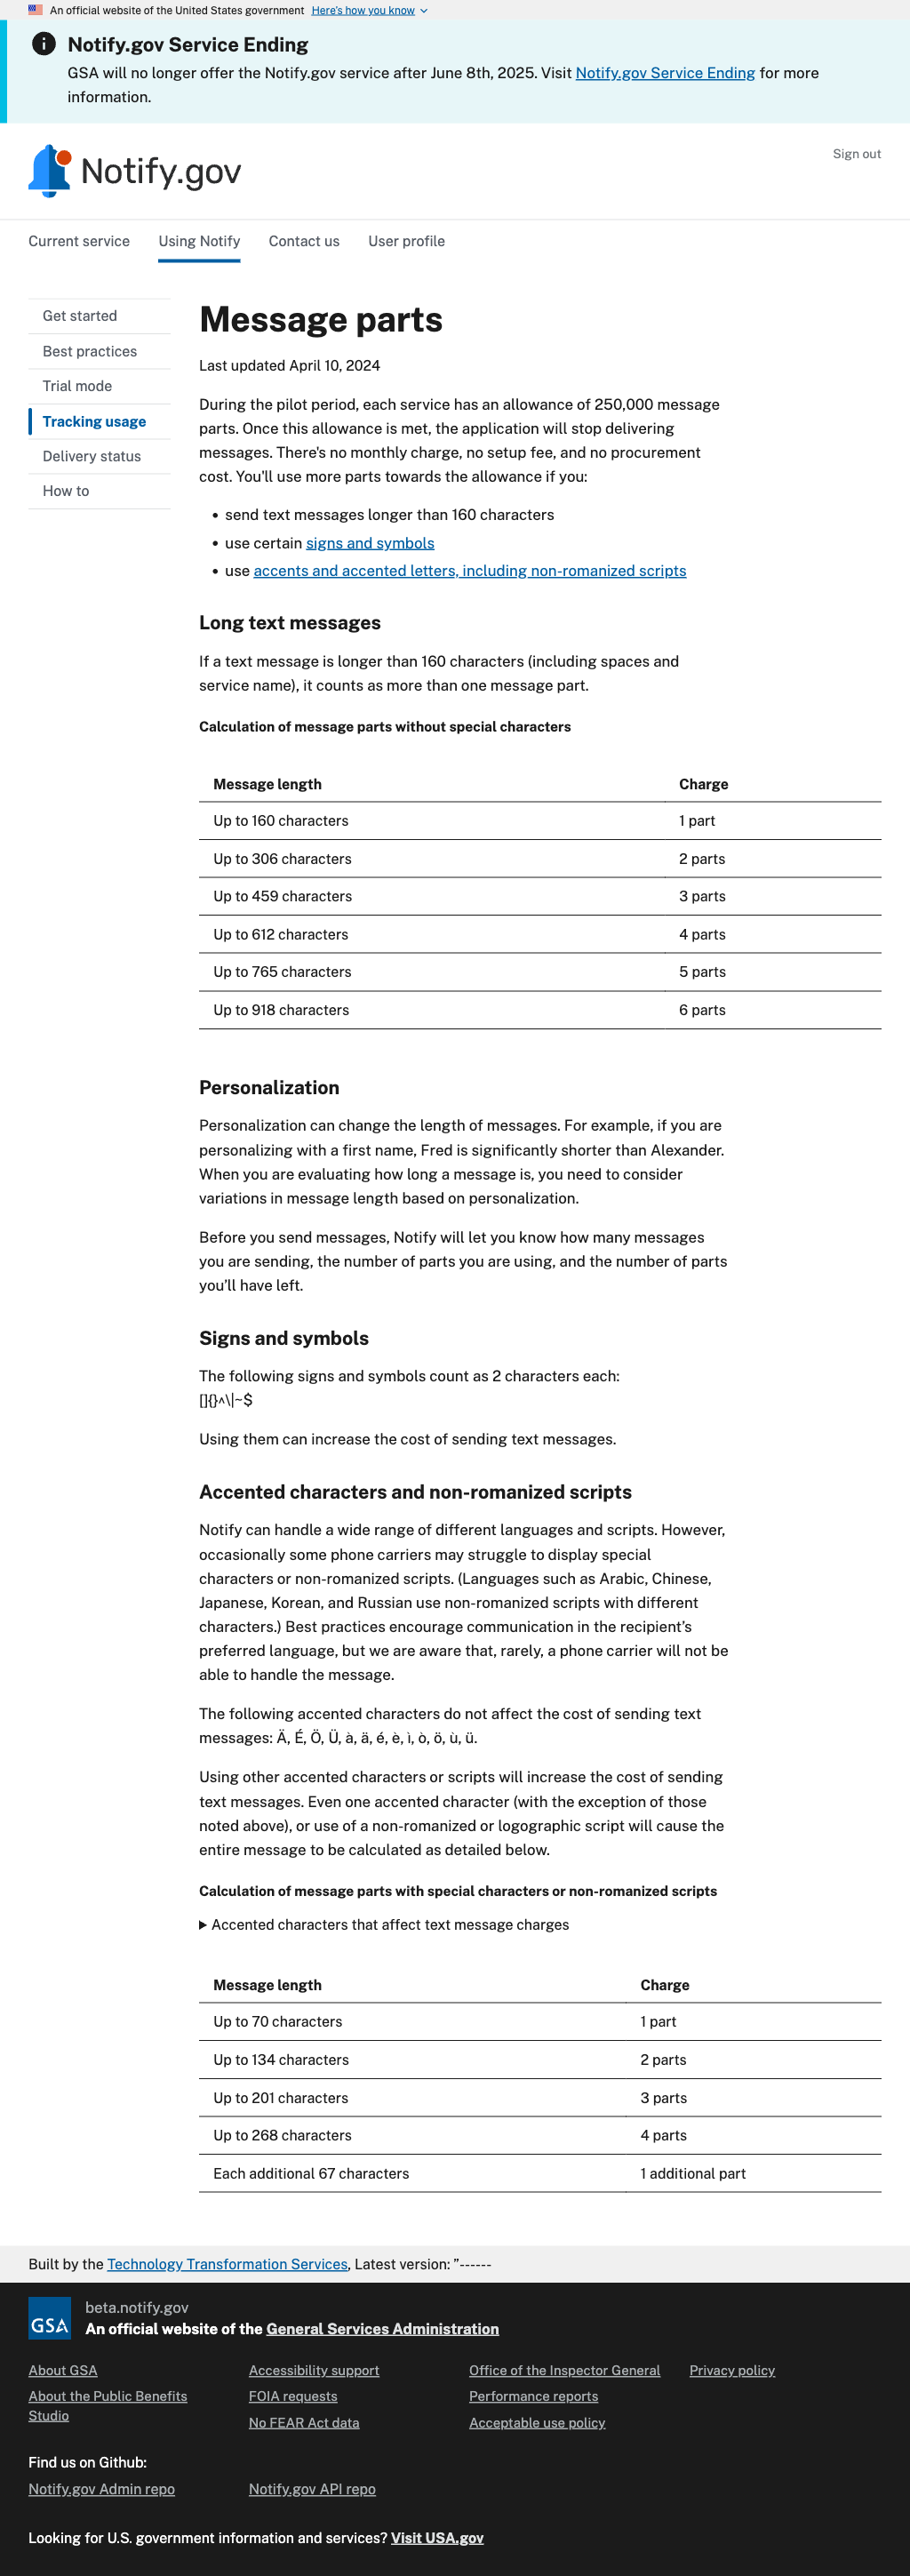 An official website of the United States government Here's how you know
Notify.gov Service Ending
GSA will no longer offer the Notify.gov service after June 8th, 2025. Visit Notify.gov Service Ending for more
information.
Notify.gov
Sign out
Current service Using Notify Contact us User profile
Get started
Best practices
Trial mode
Tracking usage
Delivery status
How to
Message parts
Last updated April 10, 2024
During the pilot period, each service has an allowance of 250,000 message
parts. Once this allowance is met, the application will stop delivering
messages. There's no monthly charge, no setup fee, and no procurement
cost. You'll use more parts towards the allowance if you:
• send text messages longer than 160 characters
• use certain signs and symbols
• use accents and accented letters, including non-romanized scripts
Long text messages
If a text message is longer than 160 characters (including spaces and
service name), it counts as more than one message part.
Calculation of message parts without special characters
Message length Charge
Up to 160 characters 1 part
Up to 306 characters 2 parts
Up to 459 characters 3 parts
Up to 612 characters 4 parts
Up to 765 characters 5 parts
Up to 918 characters 6 parts
Personalization
Personalization can change the length of messages. For example, if you are
personalizing with a first name, Fred is significantly shorter than Alexander.
When you are evaluating how long a message is, you need to consider
variations in message length based on personalization.
Before you send messages, Notify will let you know how many messages
you are sending, the number of parts you are using, and the number of parts
you'll have left.
Signs and symbols
The following signs and symbols count as 2 characters each:
[]{}^\|~$
Using them can increase the cost of sending text messages.
Accented characters and non-romanized scripts
Notify can handle a wide range of different languages and scripts. However,
occasionally some phone carriers may struggle to display special
characters or non-romanized scripts. (Languages such as Arabic, Chinese,
Japanese, Korean, and Russian use non-romanized scripts with different
characters.) Best practices encourage communication in the recipient's
preferred language, but we are aware that, rarely, a phone carrier will not be
able to handle the message.
The following accented characters do not affect the cost of sending text
messages: Ä, É, Ö, Ü, à, ä, é, è, ì, ò, ö, ù, ü.
Using other accented characters or scripts will increase the cost of sending
text messages. Even one accented character (with the exception of those
noted above), or use of a non-romanized or logographic script will cause the
entire message to be calculated as detailed below.
Calculation of message parts with special characters or non-romanized scripts
▶ Accented characters that affect text message charges
Message length Charge
Up to 70 characters 1 part
Up to 134 characters 2 parts
Up to 201 characters 3 parts
Up to 268 characters 4 parts
Each additional 67 characters 1 additional part
Built by the Technology Transformation Services, Latest version: "------
GSA
beta.notify.gov
An official website of the General Services Administration
About GSA Accessibility support Office of the Inspector General Privacy policy
About the Public Benefits Studio FOIA requests Performance reports
No FEAR Act data Acceptable use policy
Find us on Github:
Notify.gov Admin repo Notify.gov API repo
Looking for U.S. government information and services? Visit USA.gov